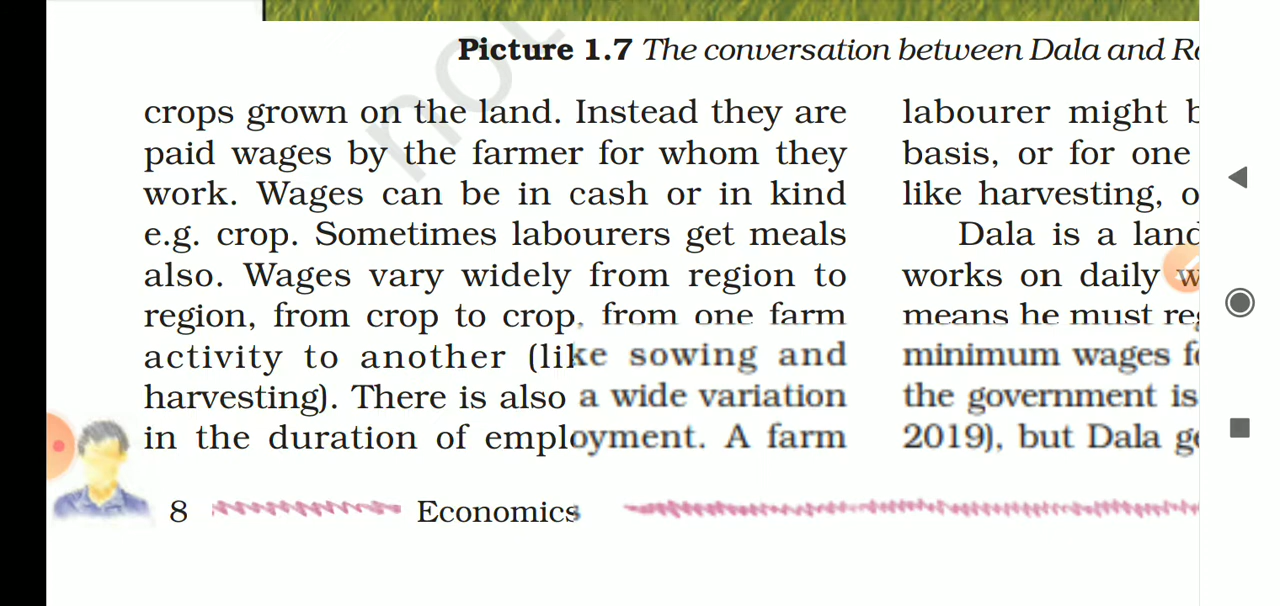 Picture 1.7 The conversation between Dala and
crops grown on the land. Instead they are
paid wages by the farmer for whom they
work. Wages can be in cash or in kind
e.g. crop. Sometimes labourers get meals
also. Wages vary widely from region to
region, from crop to crop, from one farm
activity to another (like sowing and
harvesting). There is also a wide variation
in the duration of employment. A farm
labourer might
basis, or for one
like harvesting,
Dala is a
works on daily
means he must
minimum wages
the government is
2019), but Dala
8 Economics
not